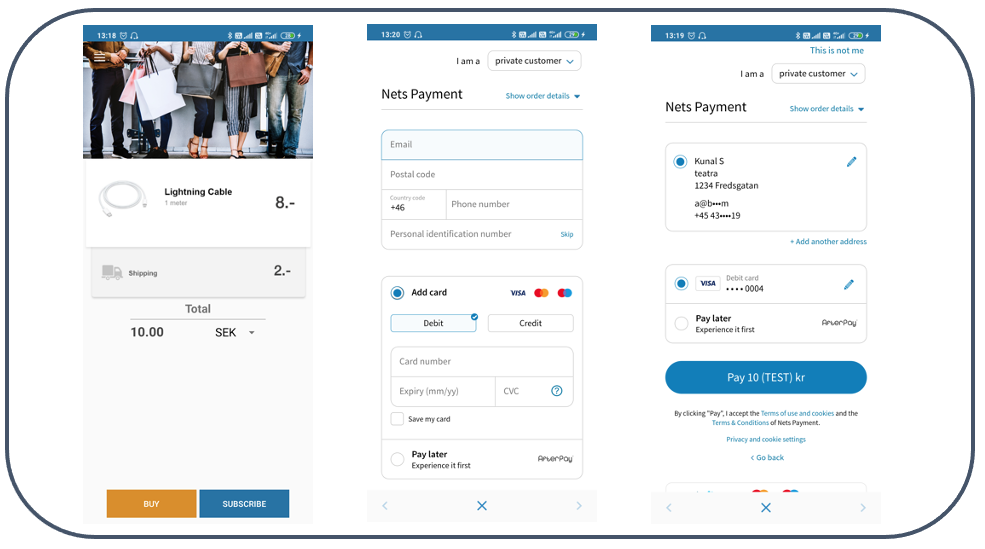 13:18
Lightning Cable
1 meter
8.-
Shipping
2.-
Total
10.00 SEK
BUY SUBSCRIBE
13:20
I am a private customer
Nets Payment Show order details
Email
Postal code
Country code
+46 Phone number
Personal identification number Skip
Add card VISA
Debit Credit
Card number
Expiry (mm/yy) CVC ?
Save my card
Pay later
Experience it first AfterPay
13:19
This is not me
I am a private customer
Nets Payment Show order details
Kunal S
teatra
1234 Fredsgatan
a@b•••m
+45 43••••19
+ Add another address
VISA Debit card
•••• 0004
Pay later
Experience it first AfterPay
Pay 10 (TEST) kr
By clicking "Pay", I accept the Terms of use and cookies and the
Terms & Conditions of Nets Payment.
Privacy and cookie settings
< Go back